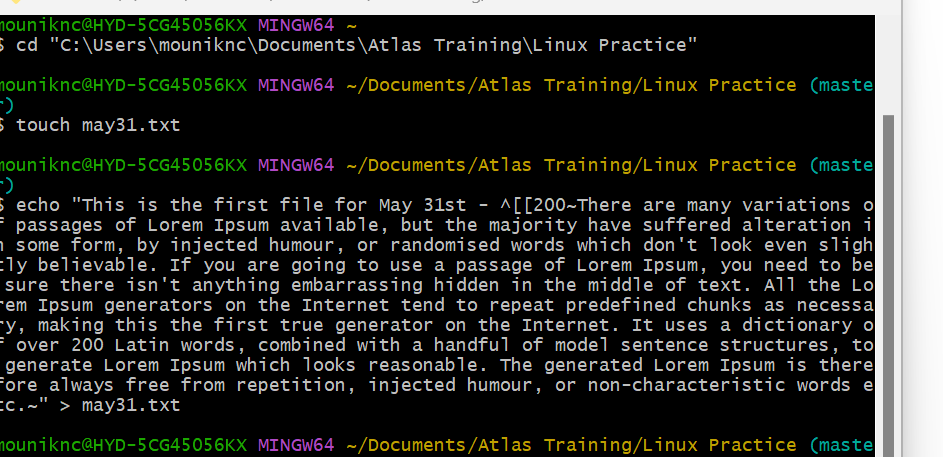 mouniknc@HYD-5CG45056KX MINGW64 ~
$ cd "C:\Users\mouniknc\Documents\Atlas Training\Linux Practice"
mouniknc@HYD-5CG45056KX MINGW64 ~/Documents/Atlas Training/Linux Practice (maste
r)
$ touch may31.txt
mouniknc@HYD-5CG45056KX MINGW64 ~/Documents/Atlas Training/Linux Practice (maste
r)
$ echo "This is the first file for May 31st - ^[[200~There are many variations o
f passages of Lorem Ipsum available, but the majority have suffered alteration i
n some form, by injected humour, or randomised words which don't look even sligh
tly believable. If you are going to use a passage of Lorem Ipsum, you need to be
 sure there isn't anything embarrassing hidden in the middle of text. All the Lo
rem Ipsum generators on the Internet tend to repeat predefined chunks as necessa
ry, making this the first true generator on the Internet. It uses a dictionary o
f over 200 Latin words, combined with a handful of model sentence structures, to
 generate Lorem Ipsum which looks reasonable. The generated Lorem Ipsum is there
fore always free from repetition, injected humour, or non-characteristic words e
tc.~" > may31.txt
mouniknc@HYD-5CG45056KX MINGW64 ~/Documents/Atlas Training/Linux Practice (maste